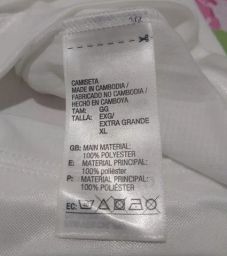 CAMISETA
MADE IN CAMBODIA /
FABRICADO NO CAMBODIA /
HECHO EN CAMBOYA
TAM: GG
TALLA: EXG/
EXTRA GRANDE
XL
GB: MAIN MATERIAL:
100% POLYESTER
E: MATERIAL PRINCIPAL:
100% POLIÉSTER
P: MATERIAL PRINCIPAL:
100% POLIÉSTER
EC: